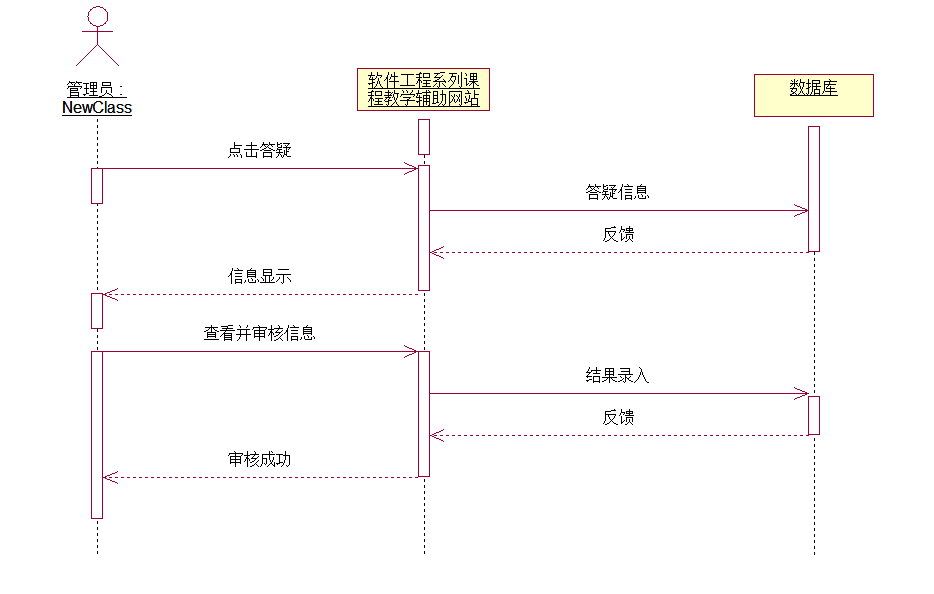 管理员 :
NewClass
软件工程系列课
程教学辅助网站
数据库
点击答疑
答疑信息
反馈
信息显示
查看并审核信息
结果录入
反馈
审核成功